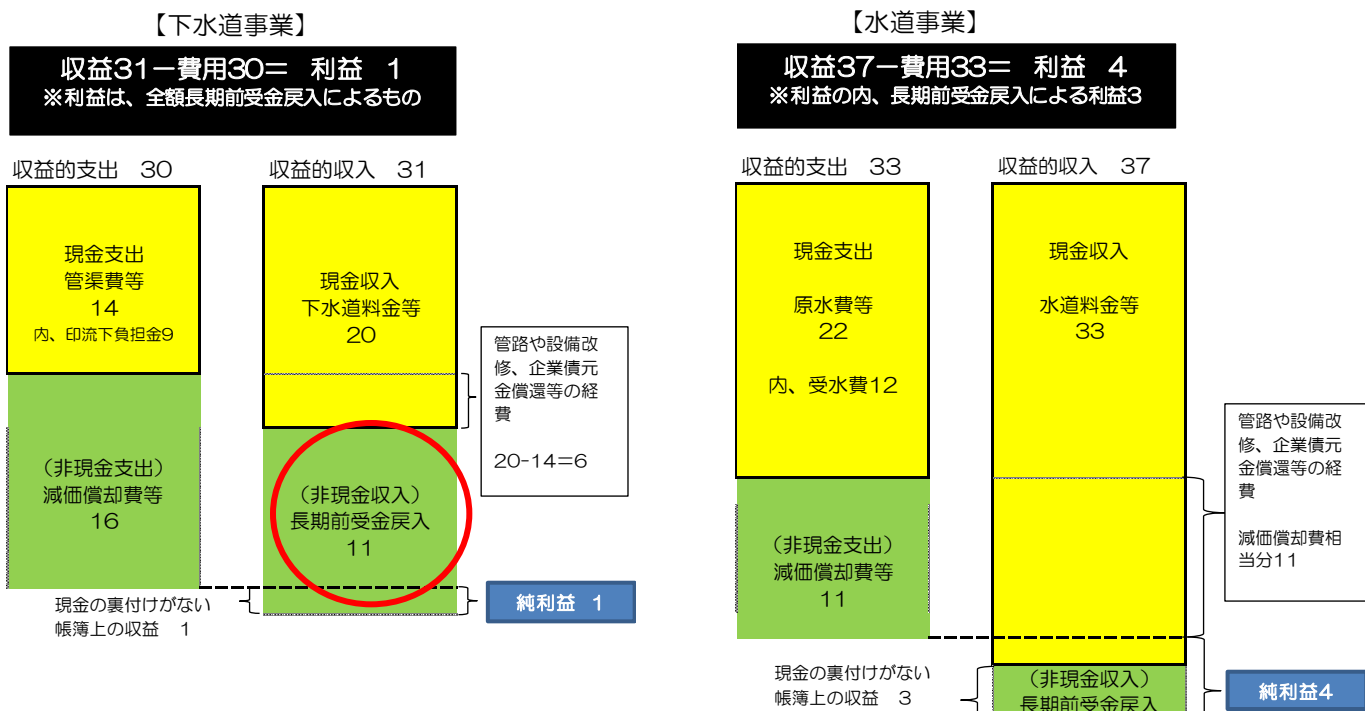 【下水道事業】
収益31ー費用30＝　利益　1
※利益は、全額長期前受金戻入によるもの
収益的支出　30
収益的収入　31
現金支出
管渠費等
14
内、印流下負担金9
現金収入
下水道料金等
20
管路や設備改
修、企業債元
金償還等の経
費
20-14=6
（非現金支出）
減価償却費等
16
（非現金収入）
長期前受金戻入
11
現金の裏付けがない
帳簿上の収益　1
純利益　1
【水道事業】
収益37ー費用33＝　利益　4
※利益の内、長期前受金戻入による利益3
収益的支出　33
収益的収入　37
現金支出
原水費等
22
内、受水費12
現金収入
水道料金等
33
管路や設備改
修、企業債元
金償還等の経
費
減価償却費相
当分11
（非現金支出）
減価償却費等
11
現金の裏付けがない
帳簿上の収益　3
（非現金収入）
長期前受金戻入
純利益4